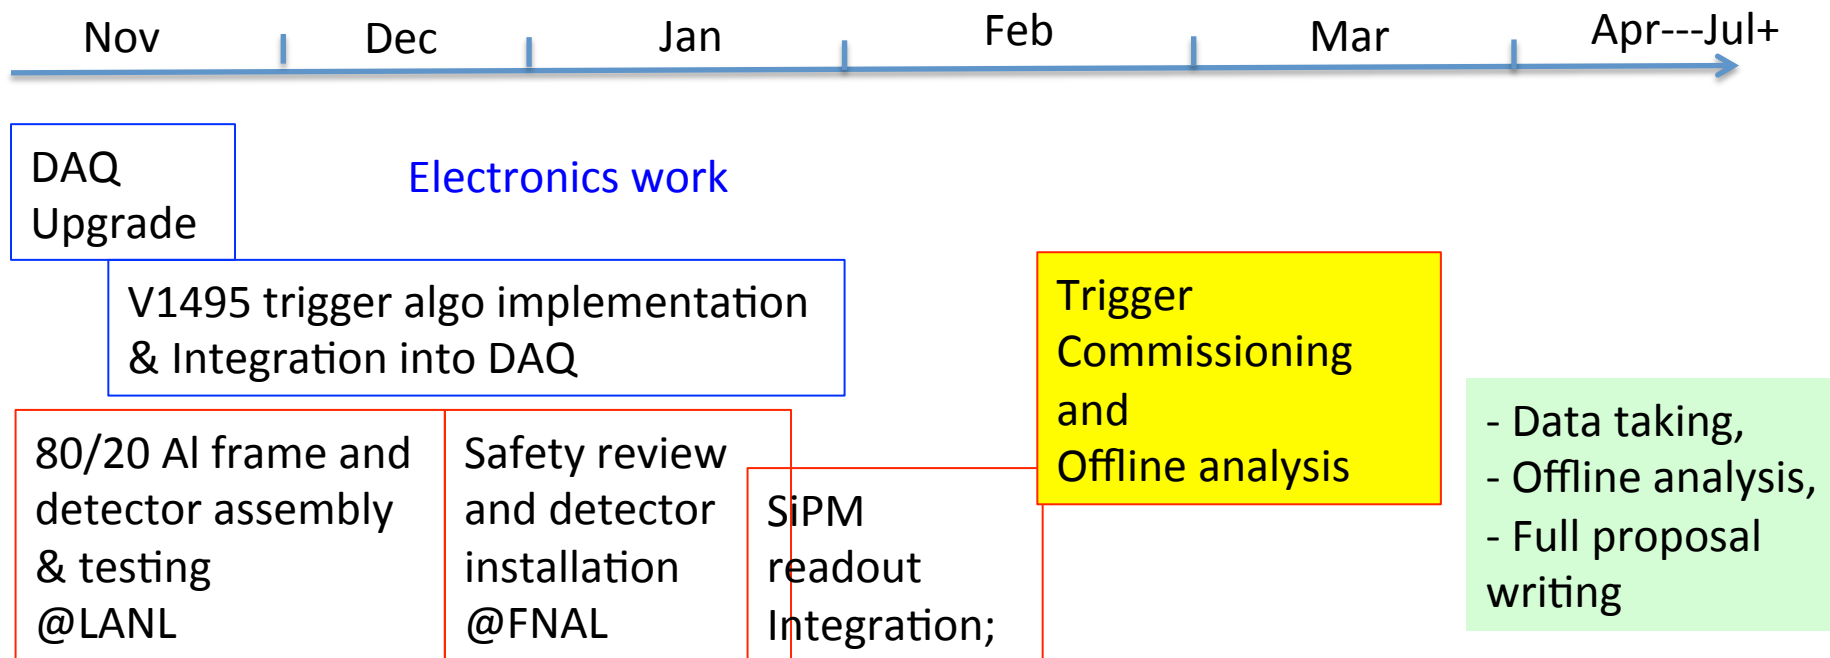 Nov Dec Jan Feb Mar Apr---Jul+
DAQ
Upgrade
Electronics work
V1495 trigger algo implementation
& Integration into DAQ
80/20 Al frame and
detector assembly
& testing
@LANL
Safety review
and detector
installation
@FNAL
SiPM
readout
Integration;
Trigger
Commissioning
and
Offline analysis
- Data taking,
- Offline analysis,
- Full proposal
writing